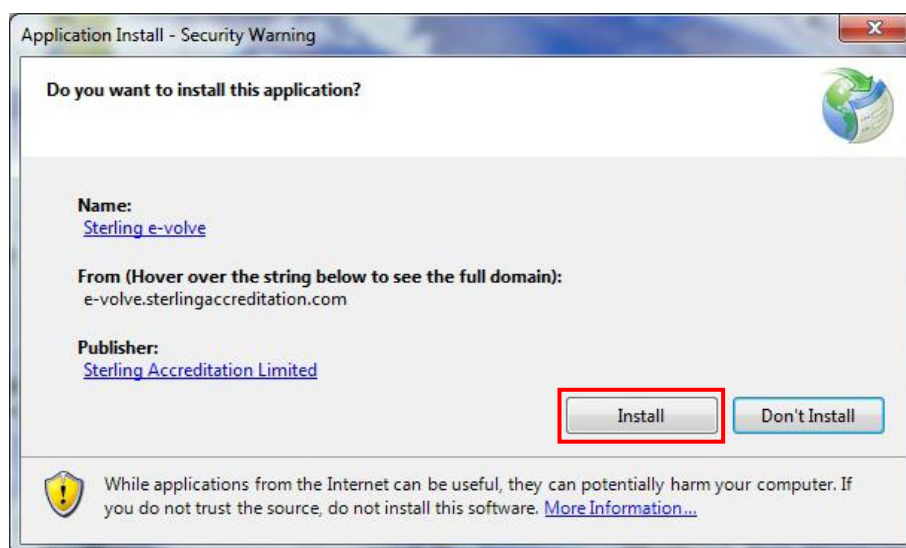 Application Install - Security Warning
Do you want to install this application?
Name:
Sterling e-volve
From (Hover over the string below to see the full domain):
e-volve.sterlingaccreditation.com
Publisher:
Sterling Accreditation Limited
Install Don't Install
While applications from the Internet can be useful, they can potentially harm your computer. If
you do not trust the source, do not install this software. More Information...